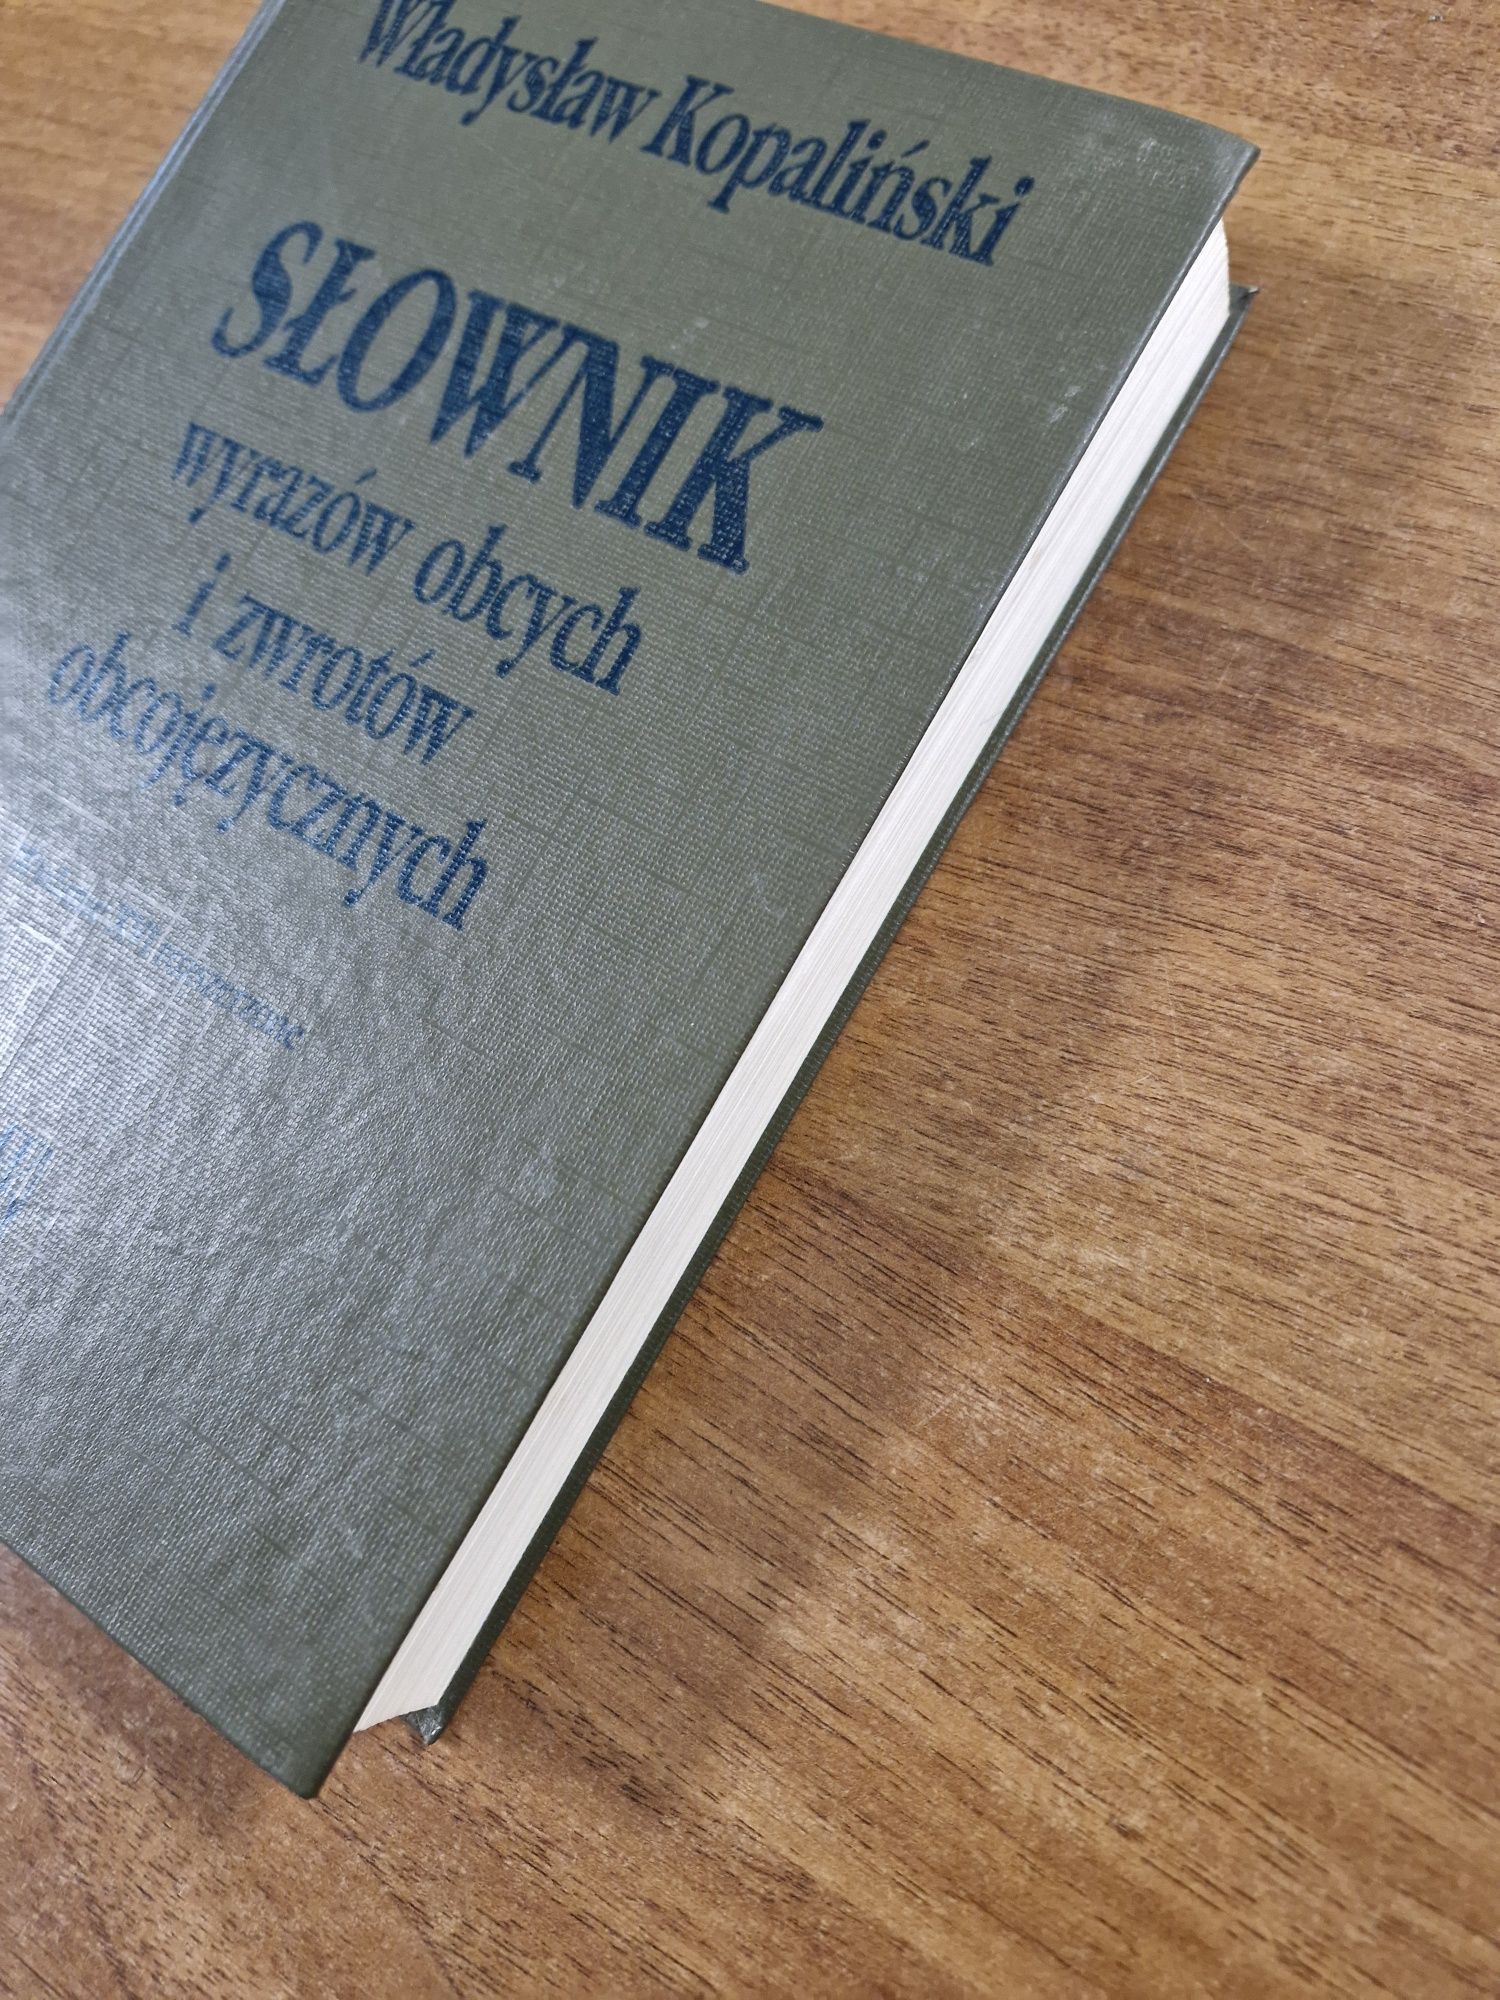 Władysław Kopaliński
SŁOWNIK
wyrazów obcych
i zwrotów
obcojęzycznych